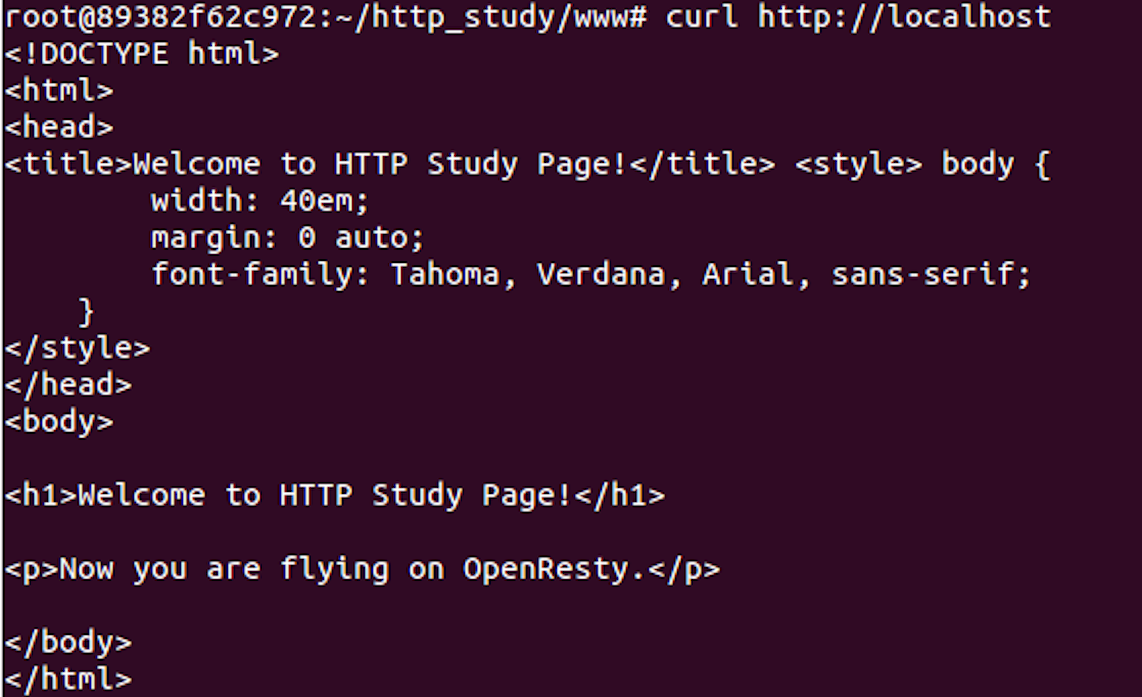 root@89382f62c972:~/http_study/www# curl http://localhost
<!DOCTYPE html>
<html>
<head>
<title>Welcome to HTTP Study Page!</title> <style> body {
        width: 40em;
        margin: 0 auto;
        font-family: Tahoma, Verdana, Arial, sans-serif;
    }
</style>
</head>
<body>

<h1>Welcome to HTTP Study Page!</h1>

<p>Now you are flying on OpenResty.</p>

</body>
</html>